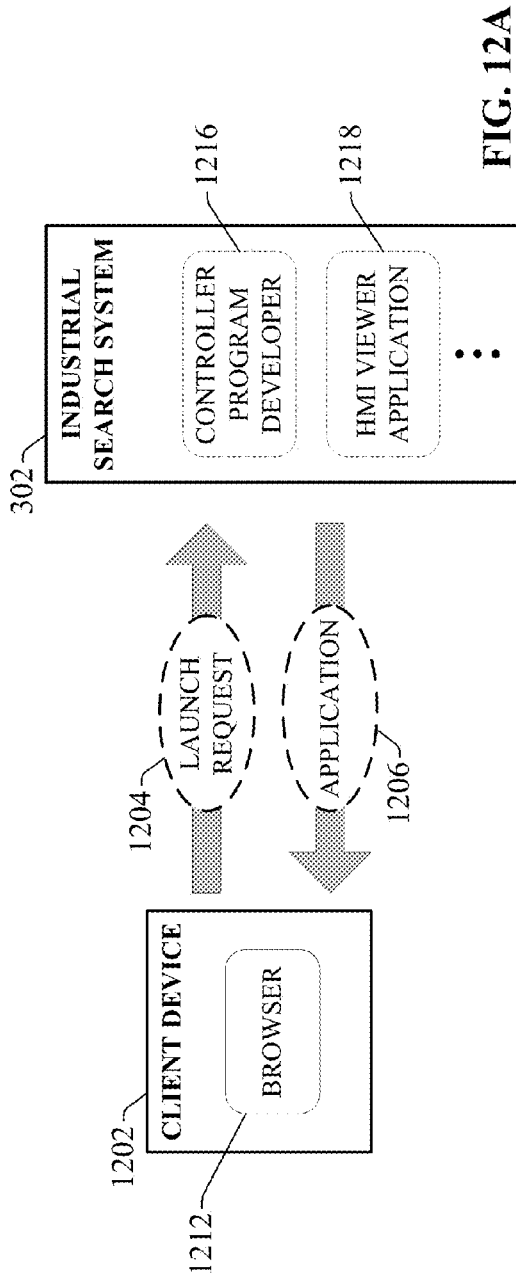 1202
CLIENT DEVICE
BROWSER
1212
1204
LAUNCH
REQUEST
APPLICATION
1206
302
INDUSTRIAL
SEARCH SYSTEM
CONTROLLER
PROGRAM
DEVELOPER
1216
HMI VIEWER
APPLICATION
1218
FIG. 12A